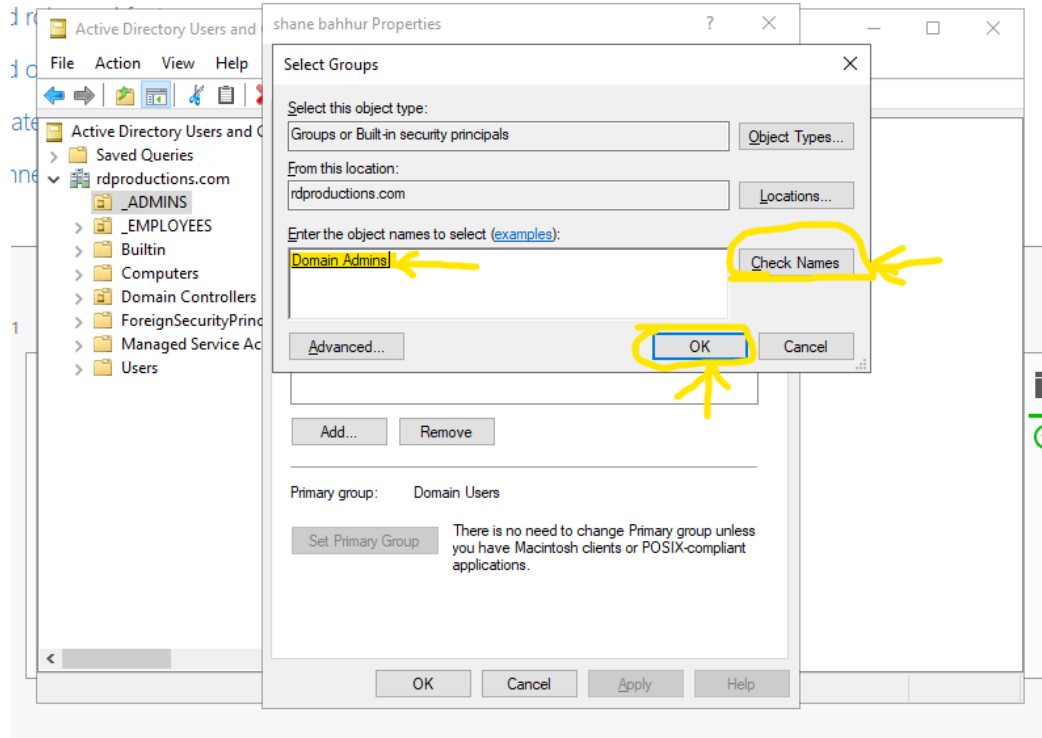 Active Directory Users and
File Action View Help
Active Directory Users and
Saved Queries
rdproductions.com
_ADMINS
_EMPLOYEES
Builtin
Computers
Domain Controllers
ForeignSecurityPrinc
Managed Service Ac
Users
shane bahhur Properties
Select Groups
Select this object type:
Groups or Built-in security principals
Object Types...
From this location:
rdproductions.com
Locations...
Enter the object names to select (examples):
Domain Admins
Check Names
Advanced...
OK
Cancel
Add...
Remove
Primary group: Domain Users
Set Primary Group
There is no need to change Primary group unless
you have Macintosh clients or POSIX-compliant
applications.
OK
Cancel
Apply
Help